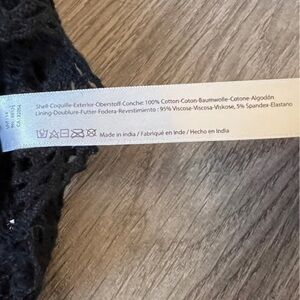 Shell-Coquille-Exterior-Oberstoff-Conche: 100% Cotton-Coton-Baumwolle-Cotone-Algodón
Lining-Doublure-Futter-Fodera-Revestimiento : 95% Viscose-Viscosa-Viskose, 5% Spandex-Elastano
Made in india / Fabriqué en Inde / Hecho en India